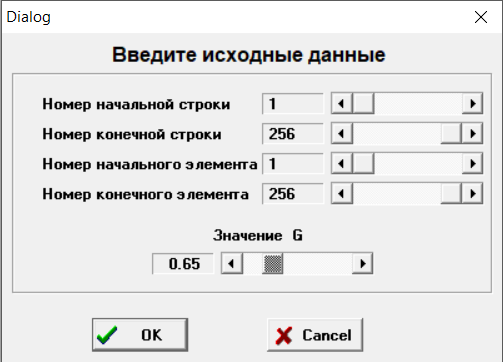 Dialog
Введите исходные данные
Номер начальной строки 1
Номер конечной строки 256
Номер начального элемента 1
Номер конечного элемента 256
Значение G
0.65
OK Cancel